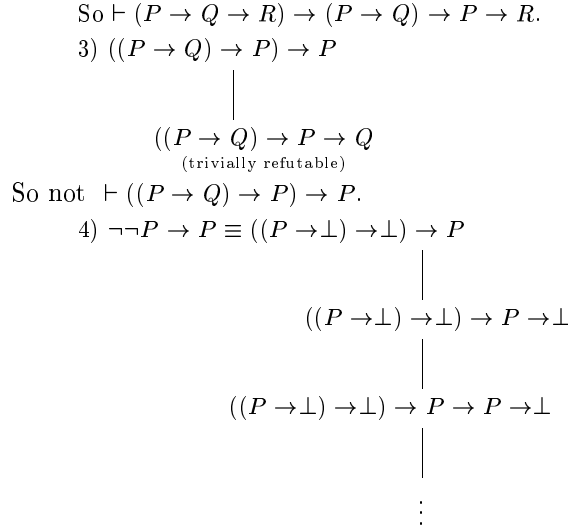 So ⊢ (P → Q → R) → (P → Q) → P → R.
3) ((P → Q) → P) → P
((P → Q) → P → Q
(trivially refutable)
So not ⊢ ((P → Q) → P) → P.
4) ¬¬P → P ≡ ((P →⊥) →⊥) → P
((P →⊥) →⊥) → P →⊥
((P →⊥) →⊥) → P → P →⊥
⋮